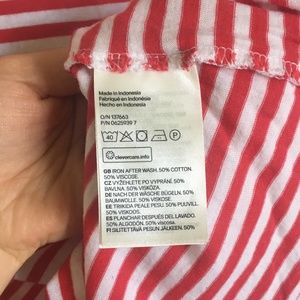 Made in Indonesia
Fabriqué en Indonésie
Hecho en Indonesia
O/N 137663
P/N 0625939 7
40
P
clevercare.info
GB IRON AFTER WASH. 50% COTTON.
50% VISCOSE.
CZ VYŽEHLETE PO VYPRÁNÍ. 50%
BAVLNA. 50% VISKÓZA.
DE NACH DER WÄSCHE BÜGELN. 50%
BAUMWOLLE. 50% VISKOSE.
EE TRIIKIDA PEALE PESU. 50% PUUVILL.
50% VISKOOS.
ES PLANCHAR DESPUÉS DEL LAVADO.
50% ALGODÓN. 50% viscosa.
FI SILITETTÄVÄ PESUN JÄLKEEN. 50%